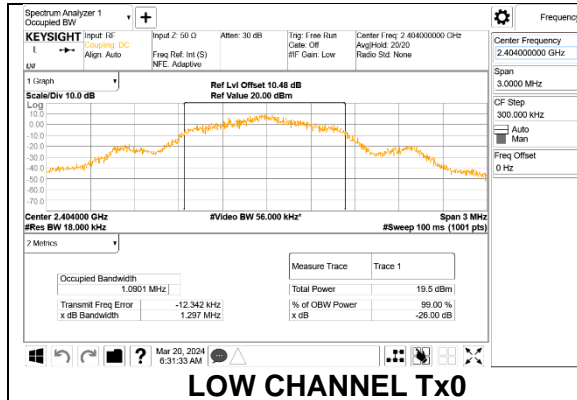 Spectrum Analyzer 1
Occupied BW
Frequency
KEYSIGHT
Input: RF
Coupling: DC
Align: Auto
Input Z: 50 Ω
Freq Ref: Int (S)
NFE: Adaptive
Atten: 30 dB
Trig: Free Run
Gate: Off
#IF Gain: Low
Center Freq: 2.404000000 GHz
Avg|Hold: 20/20
Radio Std: None
L
Center Frequency
2.404000000 GHz
Span
3.0000 MHz
CF Step
300.000 kHz
Auto
Man
Freq Offset
0 Hz
1 Graph
Scale/Div 10.0 dB
Ref Lvl Offset 10.48 dB
Ref Value 20.00 dBm
Log
10.0
0.00
-10.0
-20.0
-30.0
-40.0
-50.0
-60.0
-70.0
Center 2.404000 GHz
#Res BW 18.000 kHz
#Video BW 56.000 kHz*
Span 3 MHz
#Sweep 100 ms (1001 pts)
2 Metrics
Occupied Bandwidth
1.0901 MHz
Transmit Freq Error -12.342 kHz
x dB Bandwidth 1.297 MHz
Measure Trace Trace 1
Total Power 19.5 dBm
% of OBW Power 99.00 %
x dB -26.00 dB
?
Mar 20, 2024
6:31:33 AM
LOW CHANNEL Tx0